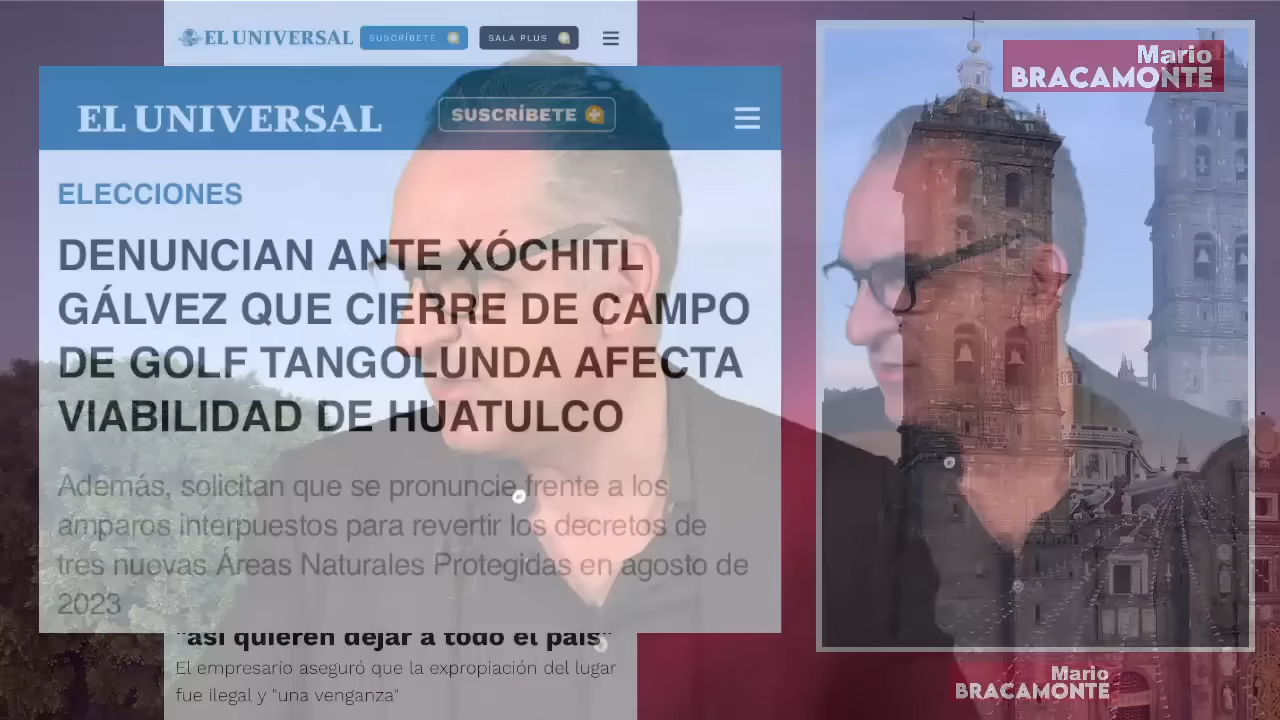 EL UNIVERSAL
SUSCRÍBETE
SALA PLUS
EL UNIVERSAL
SUSCRÍBETE
ELECCIONES
DENUNCIAN ANTE XÓCHITL
GÁLVEZ QUE CIERRE DE CAMPO
DE GOLF TANGOLUNDA AFECTA
VIABILIDAD DE HUATULCO
Además, solicitan que se pronuncie frente a los
amparos interpuestos para revertir los decretos de
tres nuevas Áreas Naturales Protegidas en agosto de
2023
"así quieren dejar a todo el país"
El empresario aseguró que la expropiación del lugar
fue ilegal y "una venganza"
Mario
BRACAMONTE
Mario
BRACAMONTE